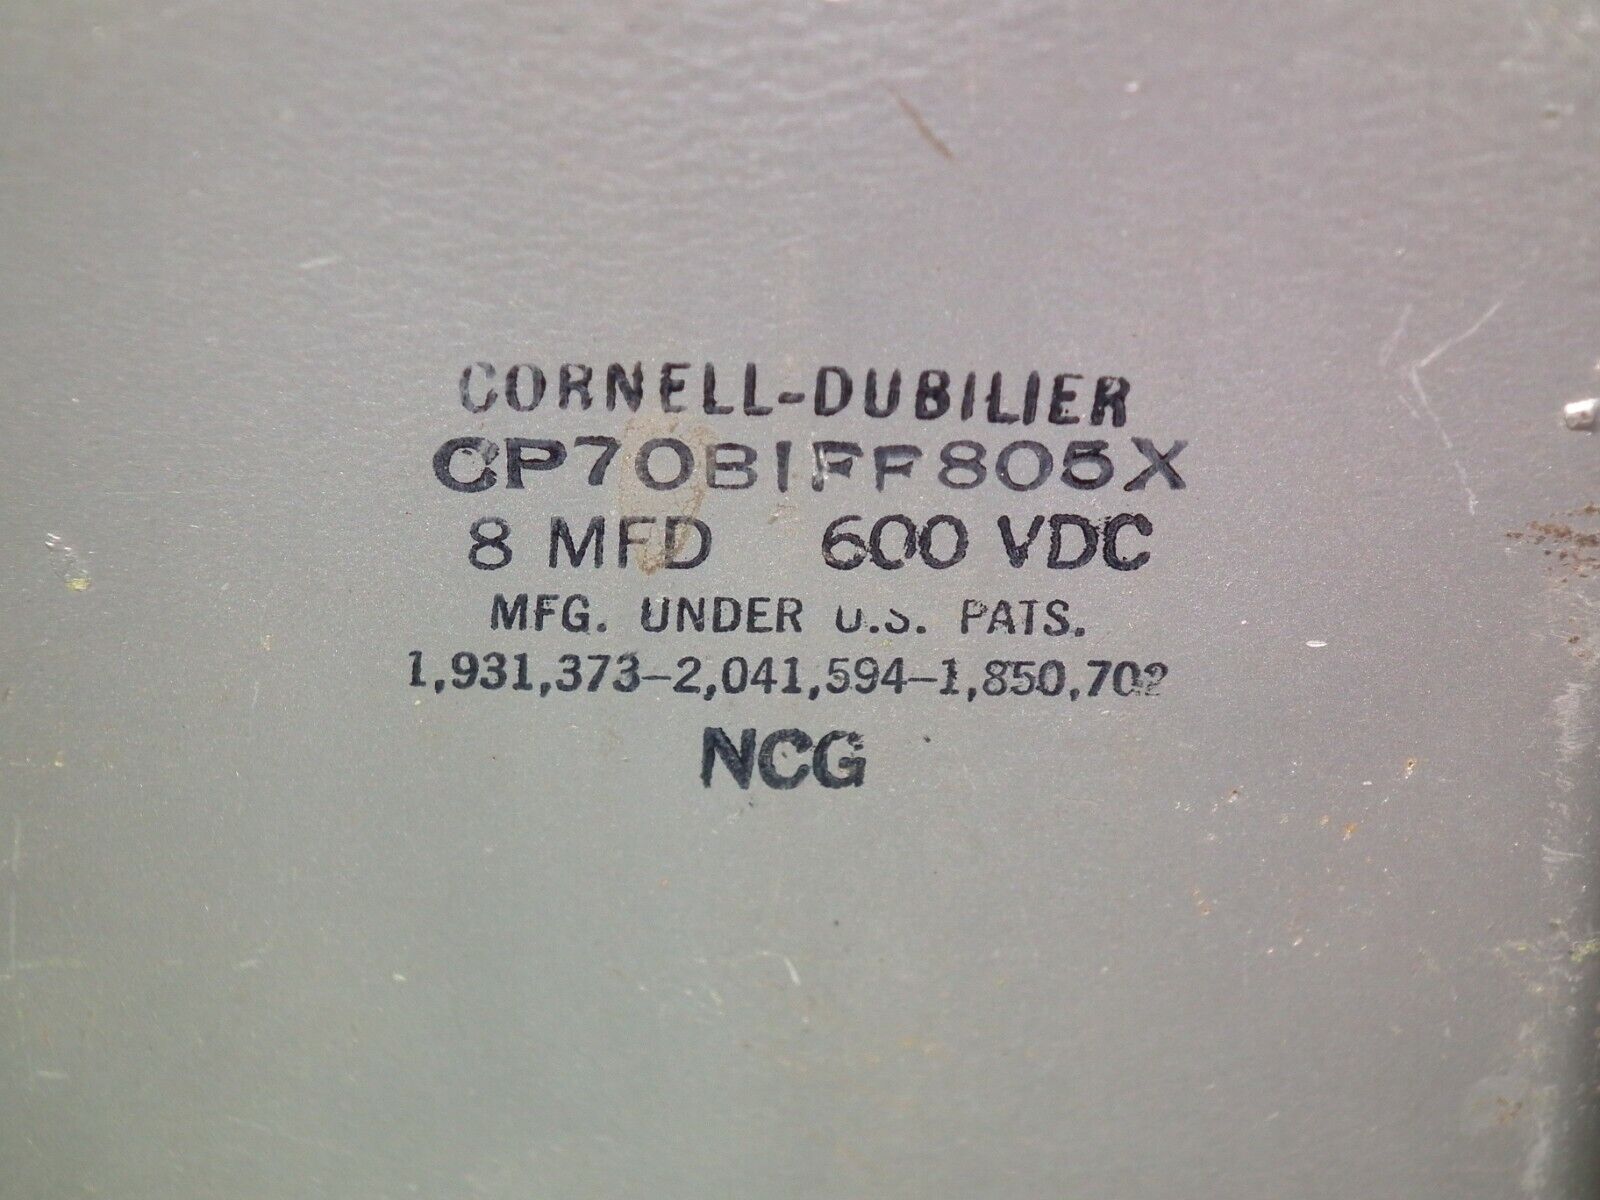 CORNELL-DUBILIER
CP70B1FF805X
8 MFD 600 VDC
MFG. UNDER U.S. PATS.
1,931,373-2,041,594-1,850,702
NCG